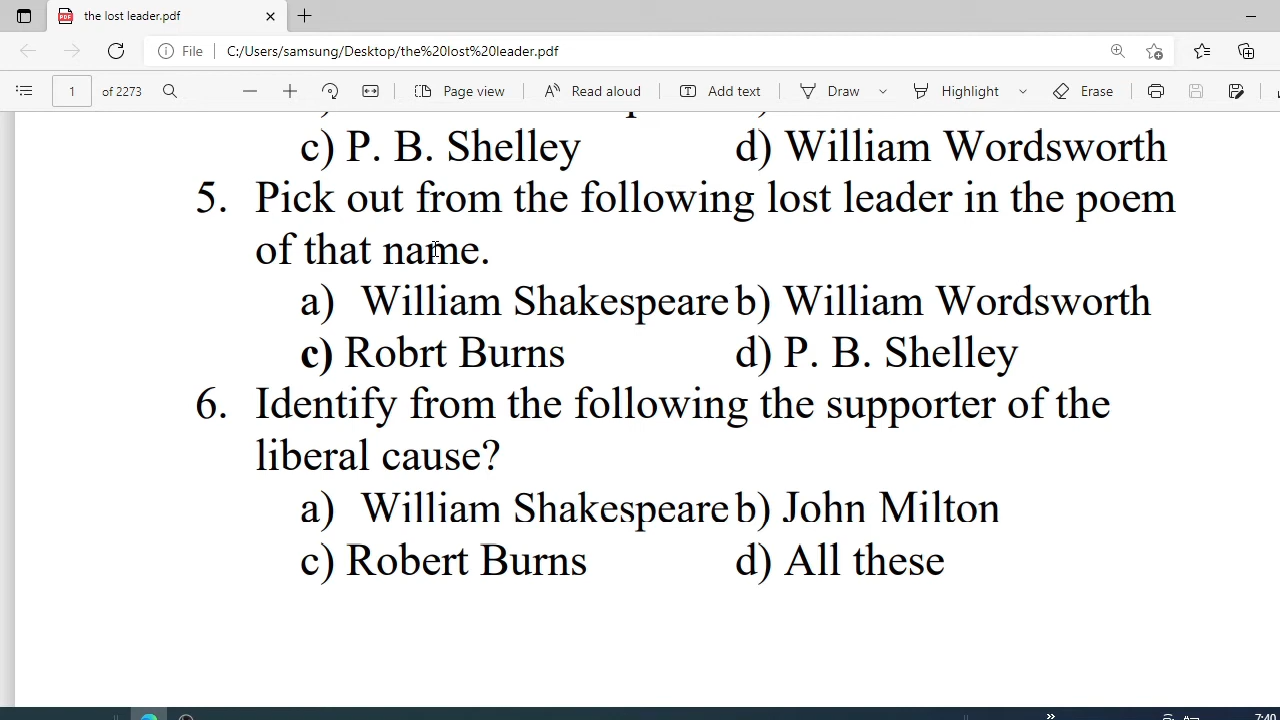 the lost leader.pdf
File
C:/Users/samsung/Desktop/the%20lost%20leader.pdf
1 of 2273
Page view
Read aloud
Add text
Draw
Highlight
Erase
c) P. B. Shelley d) William Wordsworth
5. Pick out from the following lost leader in the poem
of that name.
a) William Shakespeare b) William Wordsworth
c) Robrt Burns d) P. B. Shelley
6. Identify from the following the supporter of the
liberal cause?
a) William Shakespeare b) John Milton
c) Robert Burns d) All these